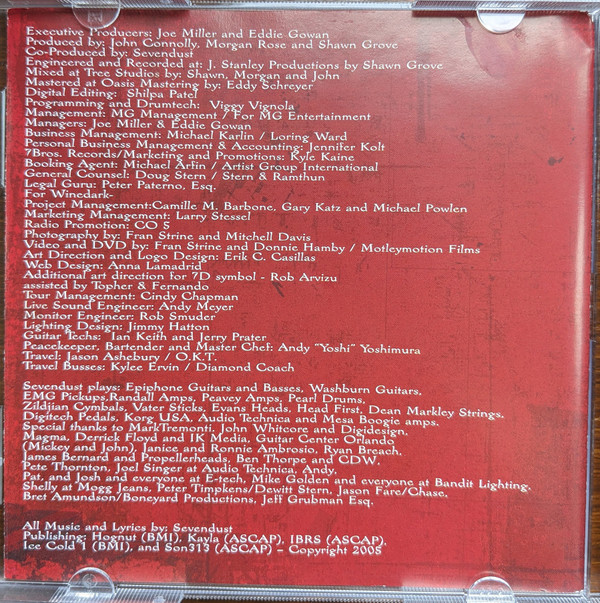 Executive Producers: Joe Miller and Eddie Gowan
Produced by: John Connolly, Morgan Rose and Shawn Grove
Co-Produced by: Sevendust
Engineered and Recorded at: J. Stanley Productions by Shawn Grove
Mixed at Tree Studios by: Shawn, Morgan and John
Mastered at Oasis Mastering by: Eddy Schreyer
Digital Editing: Shilpa Patel
Programming and Drumtech: Viggy Vignola
Management: MG Management / For MG Entertainment
Managers: Joe Miller & Eddie Gowan
Business Management: Michael Karlin / Loring Ward
Personal Business Management & Accounting: Jennifer Kolt
7Bros. Records/Marketing and Promotions: Kyle Kaine
Booking Agent: Michael Arfin / Artist Group International
General Counsel: Doug Stern / Stern & Ramthun
Legal Guru: Peter Paterno, Esq.
For Winedark-
Project Management:Camille M. Barbone, Gary Katz and Michael Powlen
Marketing Management: Larry Stessel
Radio Promotion: CO 5
Photography by: Fran Strine and Mitchell Davis
Video and DVD by: Fran Strine and Donnie Hamby / Motleymotion Films
Art Direction and Logo Design: Erik C. Casillas
Web Design: Anna Lamadrid
Additional art direction for 7D symbol - Rob Arvizu
assisted by Topher & Fernando
Tour Management: Cindy Chapman
Live Sound Engineer: Andy Meyer
Monitor Engineer: Rob Smuder
Lighting Design: Jimmy Hatton
Guitar Techs: Ian Keith and Jerry Prater
Peacekeeper, Bartender and Master Chef: Andy "Yoshi" Yoshimura
Travel: Jason Ashebury / O.K.T.
Travel Busses: Kylee Ervin / Diamond Coach
Sevendust plays: Epiphone Guitars and Basses, Washburn Guitars,
EMG Pickups,Randall Amps, Peavey Amps, Pearl Drums,
Zildjian Cymbals, Vater Sticks, Evans Heads, Head First, Dean Markley Strings,
Digitech Pedals, Korg USA, Audio Technica and Mesa Boogie amps.
Special thanks to MarkTremonti, John Whitcore and Digidesign,
Magma, Derrick Floyd and IK Media, Guitar Center Orlando
(Mickey and John), Janice and Ronnie Ambrosio, Ryan Breach,
James Bernard and Propellerheads, Ben Thorpe and CDW,
Pete Thornton, Joel Singer at Audio Technica, Andy,
Pat, and Josh and everyone at E-tech, Mike Golden and everyone at Bandit Lighting,
Shelly at Mogg Jeans, Peter Timpkens/Dewitt Stern, Jason Fare/Chase,
Bret Amundson/Boneyard Productions, Jeff Grubman Esq.
All Music and Lyrics by: Sevendust
Publishing: Hognut (BMI), Kayla (ASCAP), IBRS (ASCAP),
Ice Cold 1 (BMI), and Son313 (ASCAP) – Copyright 2005